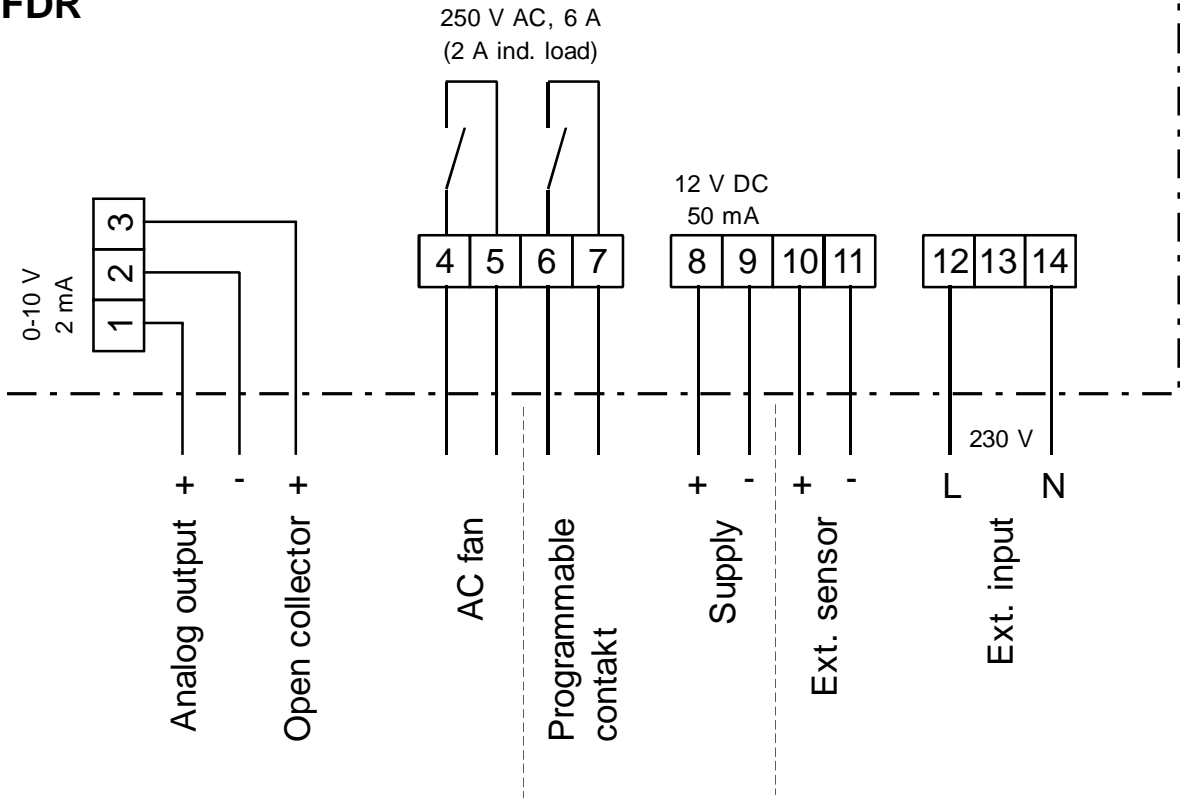 FDR
250 V AC, 6 A
(2 A ind. load)
12 V DC
50 mA
0-10 V
2 mA
3
2
1
4 5 6 7
8 9 10 11
12 13 14
230 V
+ - +
+ - + -
L N
Analog output
Open collector
AC fan
Programmable
contakt
Supply
Ext. sensor
Ext. input